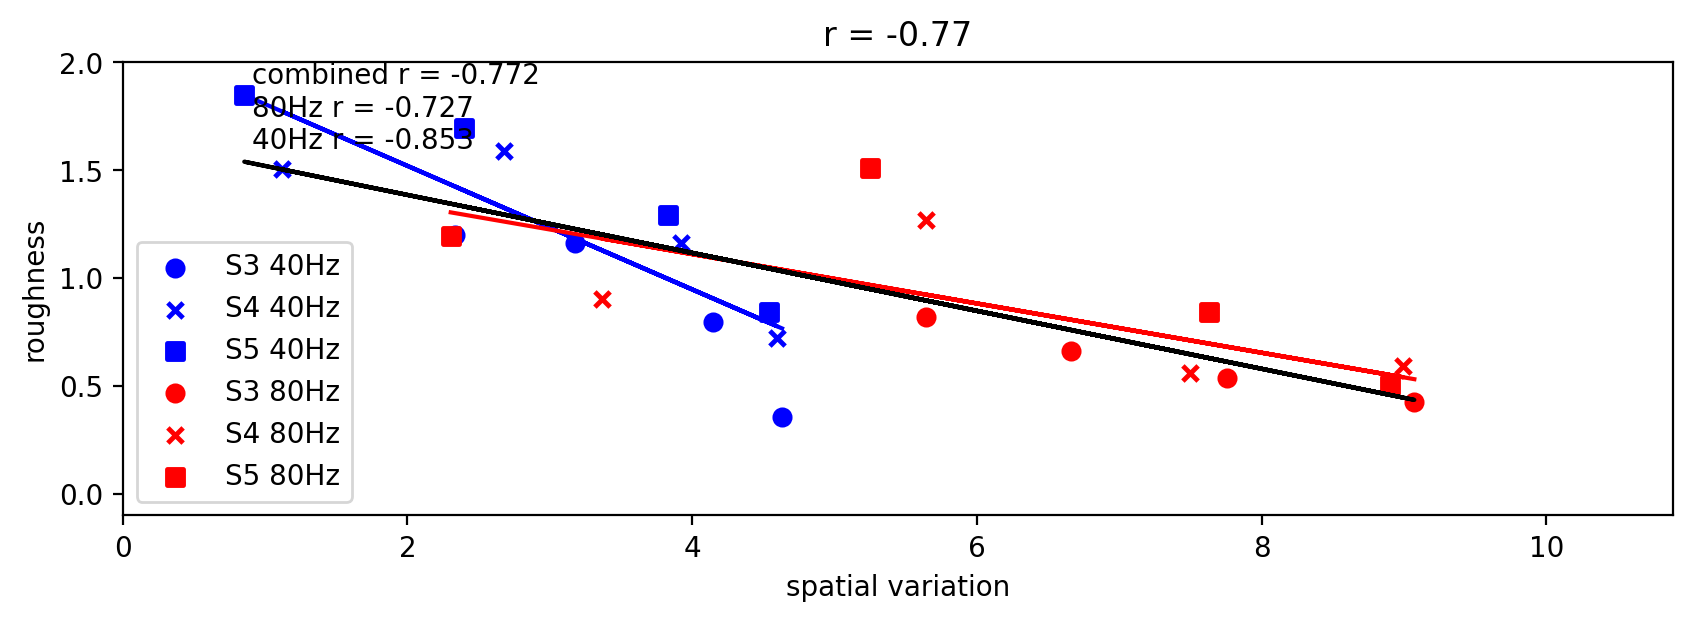 r = -0.77
combined r = -0.772
80Hz r = -0.727
40Hz r = -0.853
2.0
1.5
1.0
0.5
0.0
roughness
S3 40Hz
S4 40Hz
S5 40Hz
S3 80Hz
S4 80Hz
S5 80Hz
0 2 4 6 8 10
spatial variation